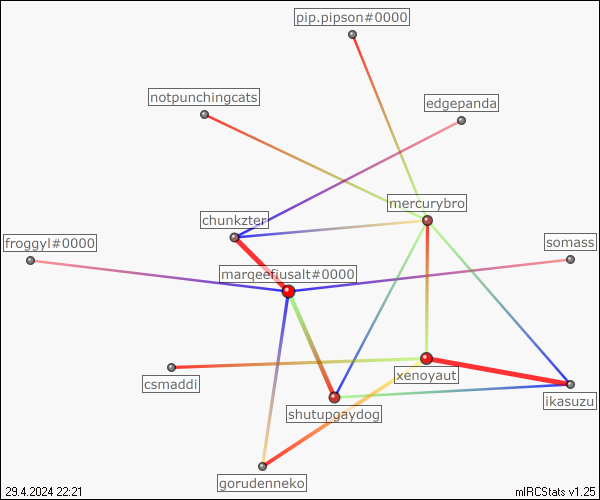 pip.pipson#0000
notpunchingcats
edgepanda
mercurybro
chunkzter
froggyl#0000
somass
marqeefiusalt#0000
csmaddi
xenoyaut
ikasuzu
shutupgaydog
gorudenneko
29.4.2024 22:21
mIRCStats v1.25